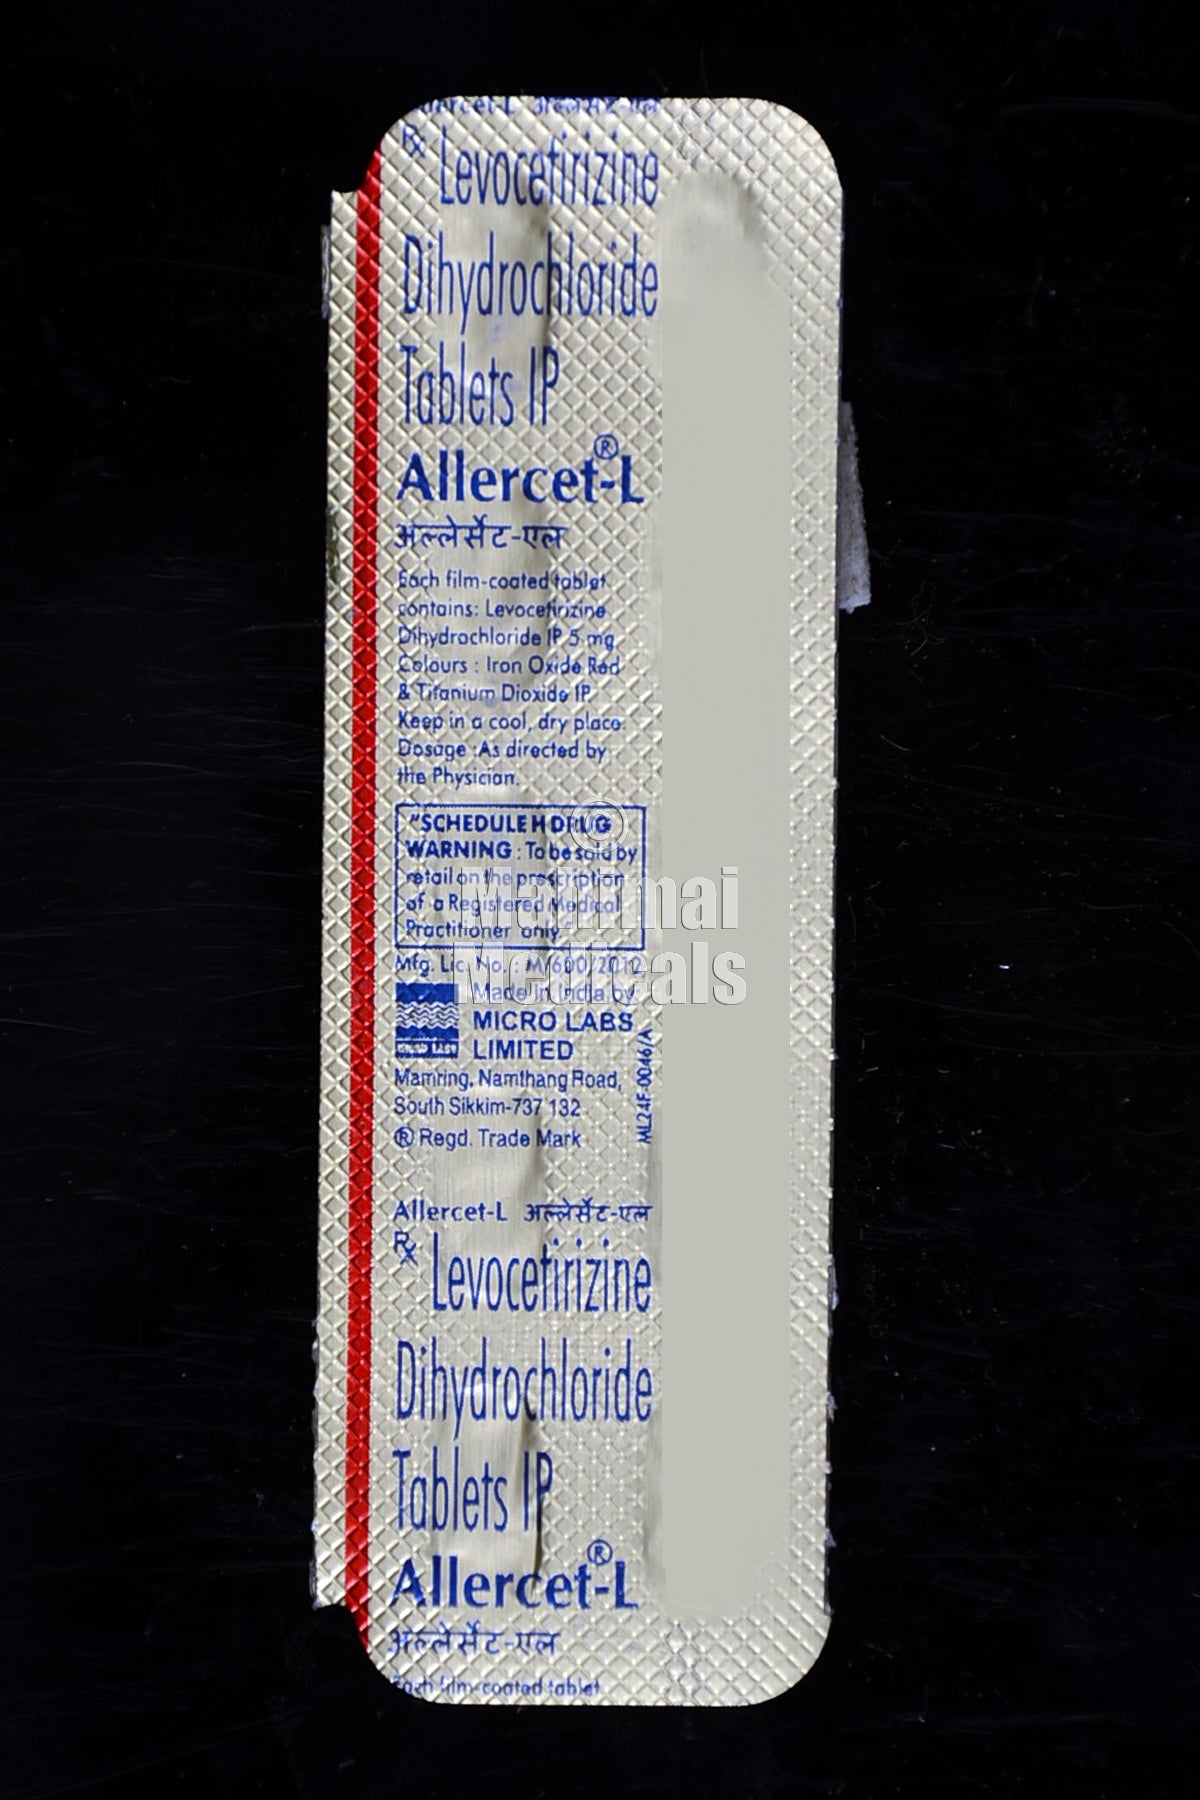 Allercet-L अल्लेर्सेट-एल
Rx Levocetirizine
Dihydrochloride
Tablets IP
Allercet-L®
अल्लेर्सेट-एल
Each film-coated tablet
contains: Levocetirizine
Dihydrochloride IP 5 mg
Colours : Iron Oxide Red
& Titanium Dioxide IP
Keep in a cool, dry place.
Dosage :As directed by
the Physician.
"SCHEDULE H DRUG
WARNING : To be sold by
retail on the prescription
of a Registered Medical
Practitioner only."
Mfg. Lic. No. : M/600/2012
Made in India by:
MICRO LABS
LIMITED
Mamring, Namthang Road,
South Sikkim-737 132
® Regd. Trade Mark
ML24F-0046/A
Allercet-L अल्लेर्सेट-एल
Rx Levocetirizine
Dihydrochloride
Tablets IP
Allercet-L®
अल्लेर्सेट-एल
Each film-coated tablet
©
Medicals